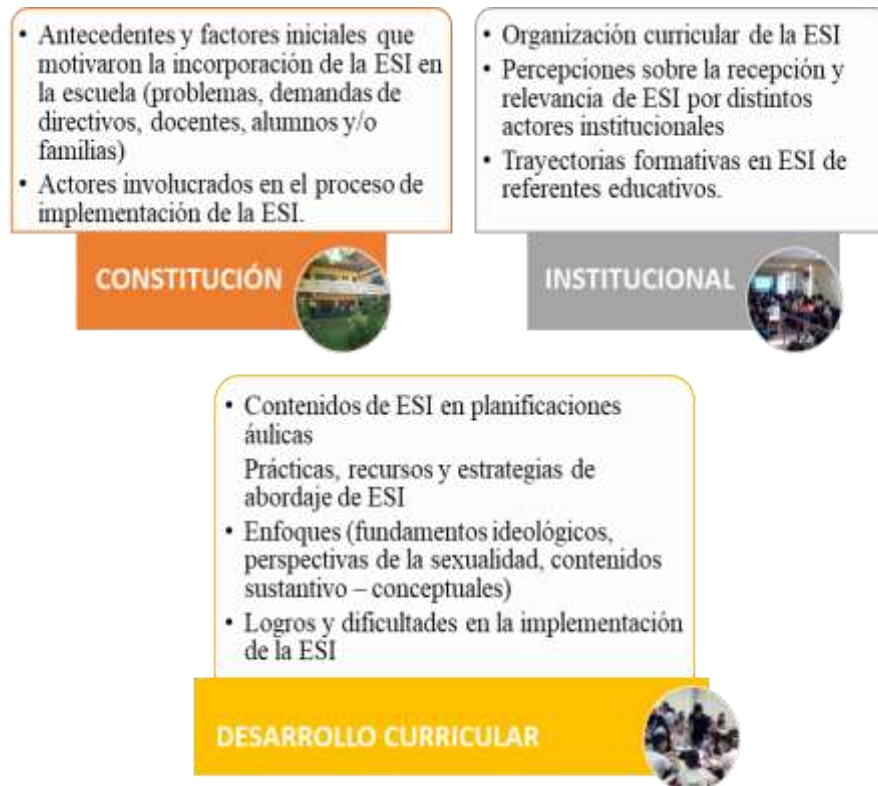 • Antecedentes y factores iniciales que
motivaron la incorporación de la ESI en
la escuela (problemas, demandas de
directivos, docentes, alumnos y/o
familias)
• Actores involucrados en el proceso de
implementación de la ESI.
CONSTITUCIÓN
• Organización curricular de la ESI
• Percepciones sobre la recepción y
relevancia de ESI por distintos
actores institucionales
• Trayectorias formativas en ESI de
referentes educativos.
INSTITUCIONAL
• Contenidos de ESI en planificaciones
áulicas
Prácticas, recursos y estrategias de
abordaje de ESI
• Enfoques (fundamentos ideológicos,
perspectivas de la sexualidad, contenidos
sustantivo – conceptuales)
• Logros y dificultades en la implementación
de la ESI
DESARROLLO CURRICULAR